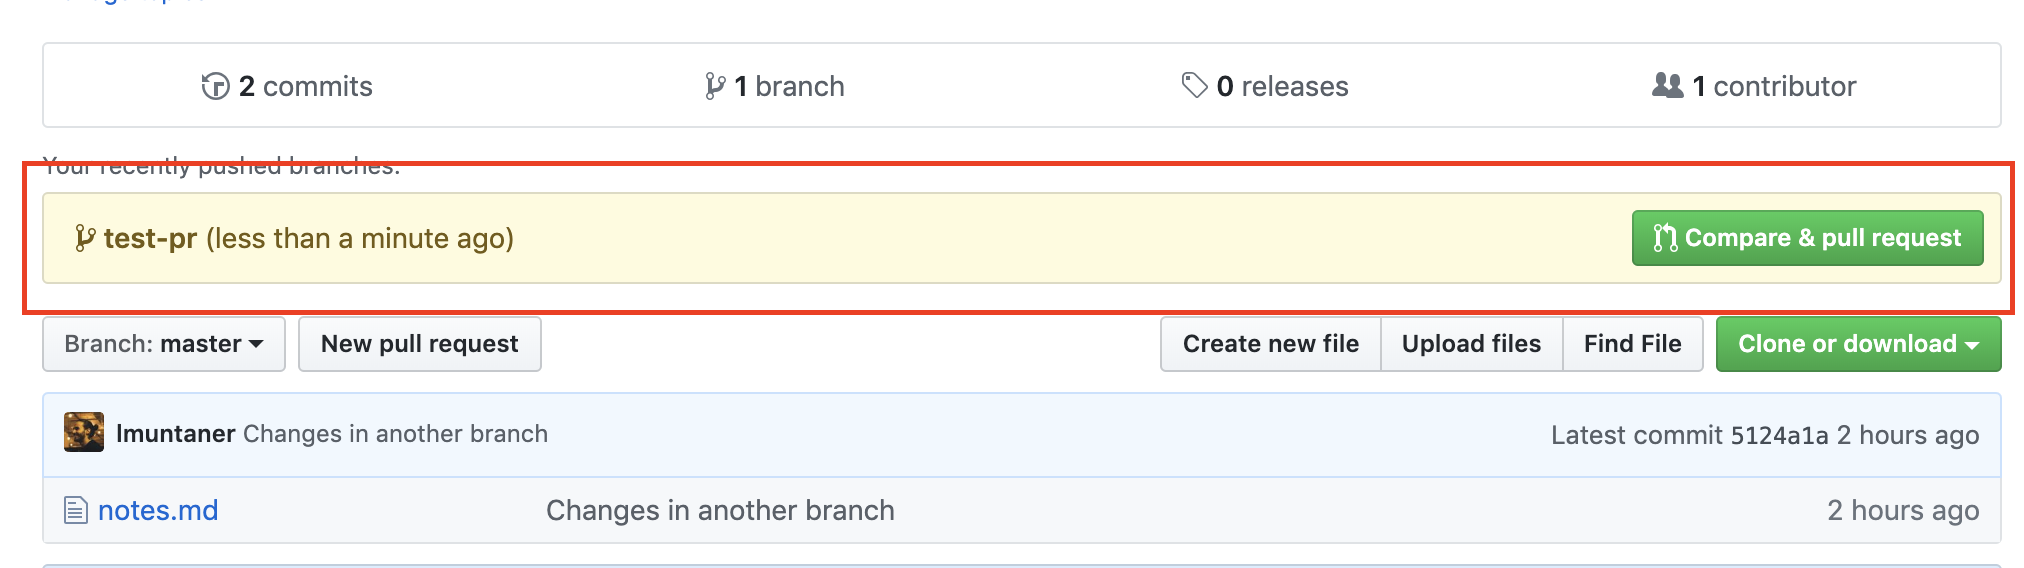 2 commits 1 branch 0 releases 1 contributor
Your recently pushed branches:
test-pr (less than a minute ago) Compare & pull request
Branch: master New pull request Create new file Upload files Find File Clone or download
lmuntaner Changes in another branch Latest commit 5124a1a 2 hours ago
notes.md Changes in another branch 2 hours ago